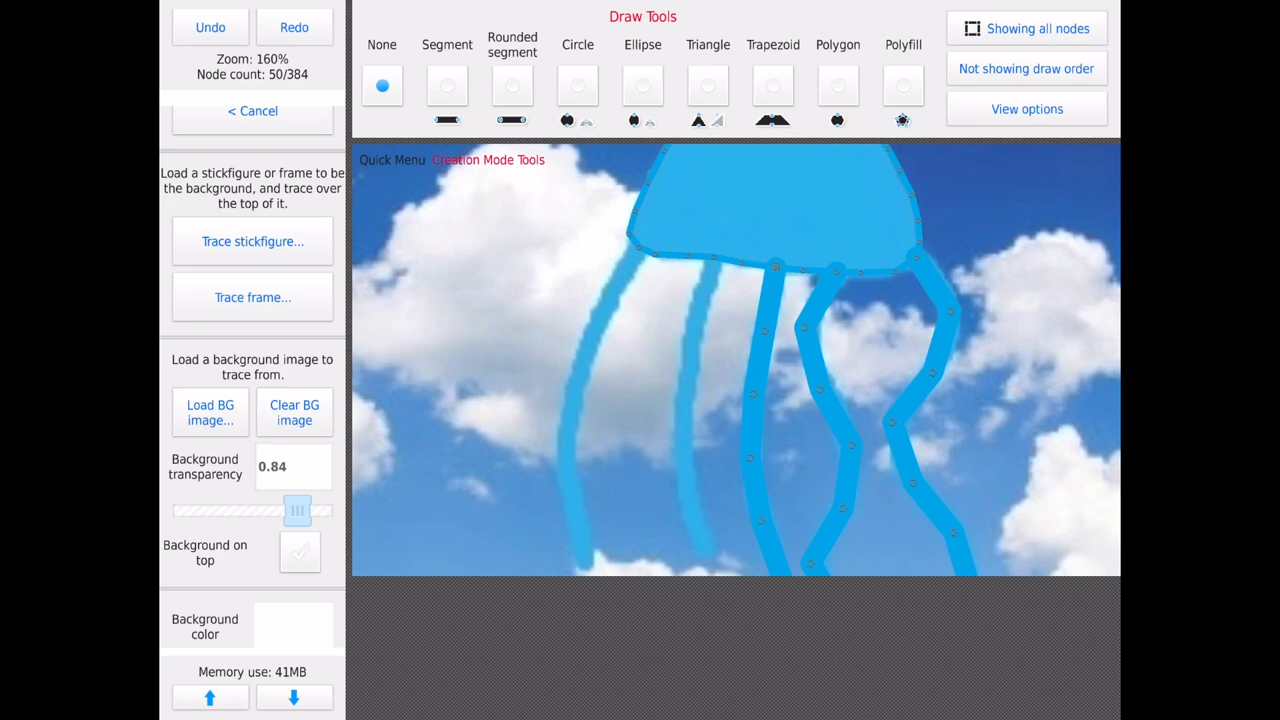 Undo
Redo
Zoom: 160%
Node count: 50/384
< Cancel
Load a stickfigure or frame to be
the background, and trace over
the top of it.
Trace stickfigure...
Trace frame...
Load a background image to
trace from.
Load BG
image...
Clear BG
image
Background
transparency
0.84
Background on
top
Background
color
Memory use: 41MB
Draw Tools
None
Segment
Rounded
segment
Circle
Ellipse
Triangle
Trapezoid
Polygon
Polyfill
Showing all nodes
Not showing draw order
View options
Quick Menu
Creation Mode Tools